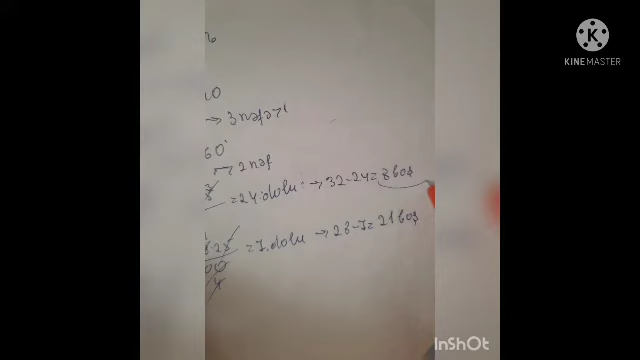 10
→ 3 nəfəri
60°
→ 2 nəf
= 24 dolu → 32-24=8 boş
= 7 dolu → 28-7=21 boş
KINEMASTER
InShOt